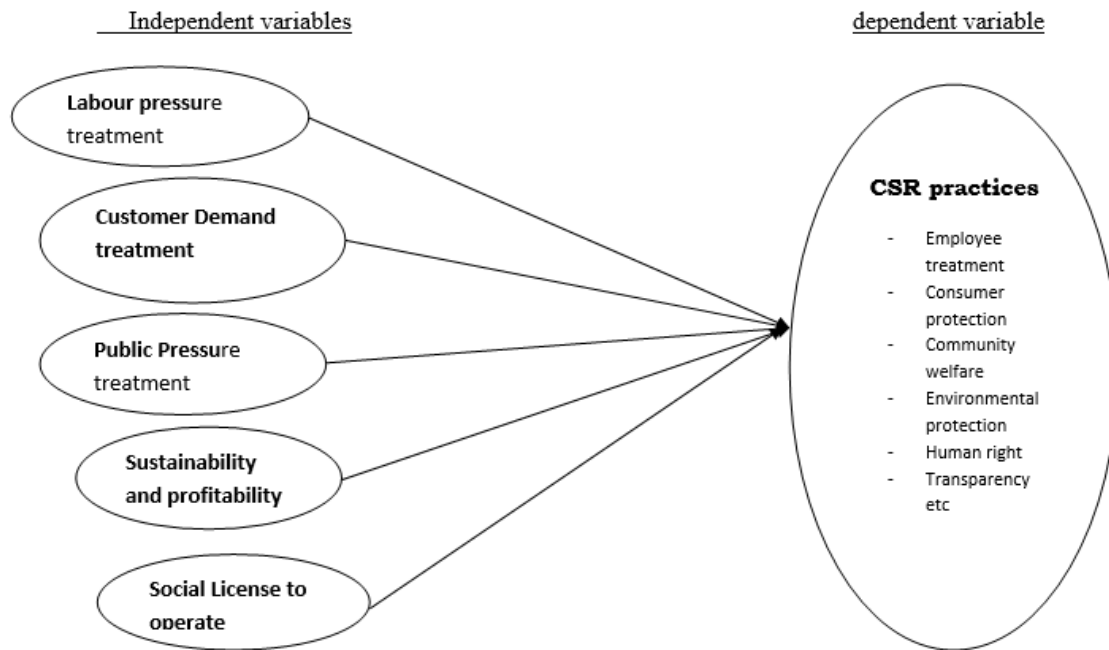 Independent variables
dependent variable
Labour pressure
treatment
Customer Demand
treatment
Public Pressure
treatment
Sustainability
and profitability
Social License to
operate
CSR practices
- Employee
treatment
- Consumer
protection
- Community
welfare
- Environmental
protection
- Human right
- Transparency
etc